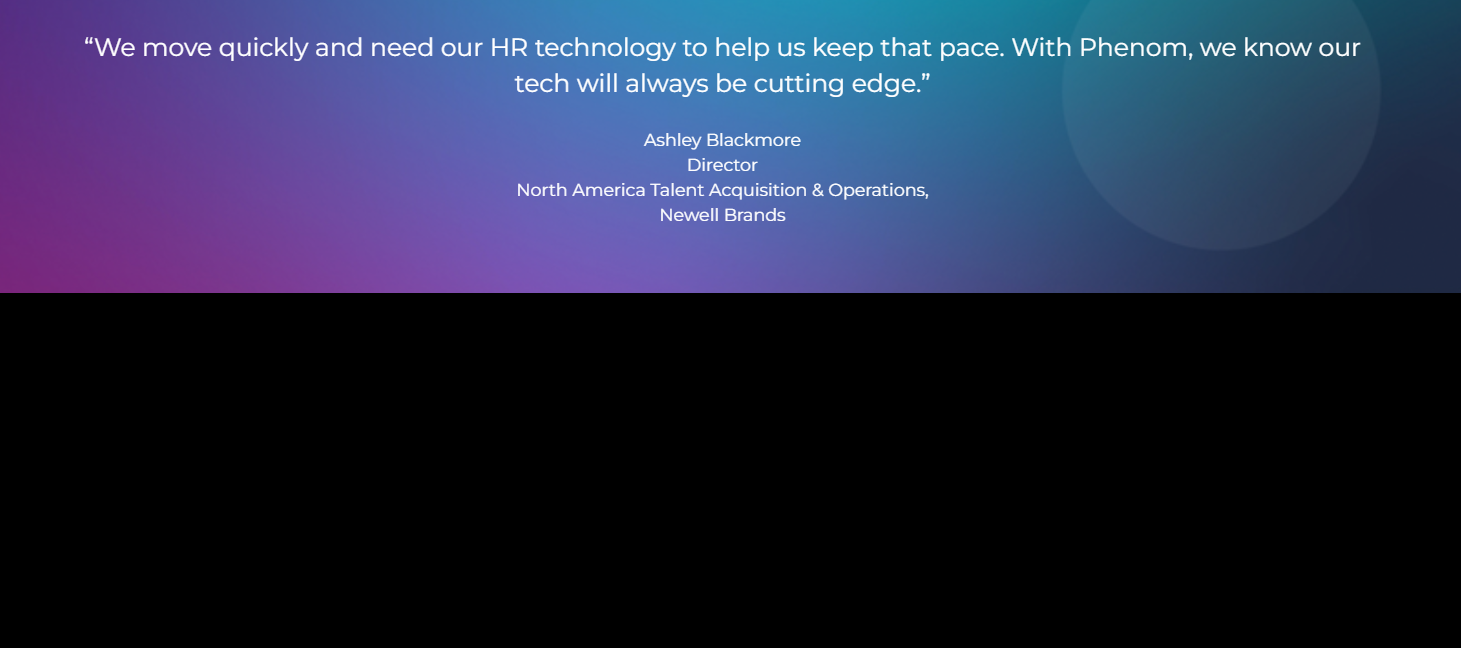 “We move quickly and need our HR technology to help us keep that pace. With Phenom, we know our
tech will always be cutting edge.”
Ashley Blackmore
Director
North America Talent Acquisition & Operations,
Newell Brands